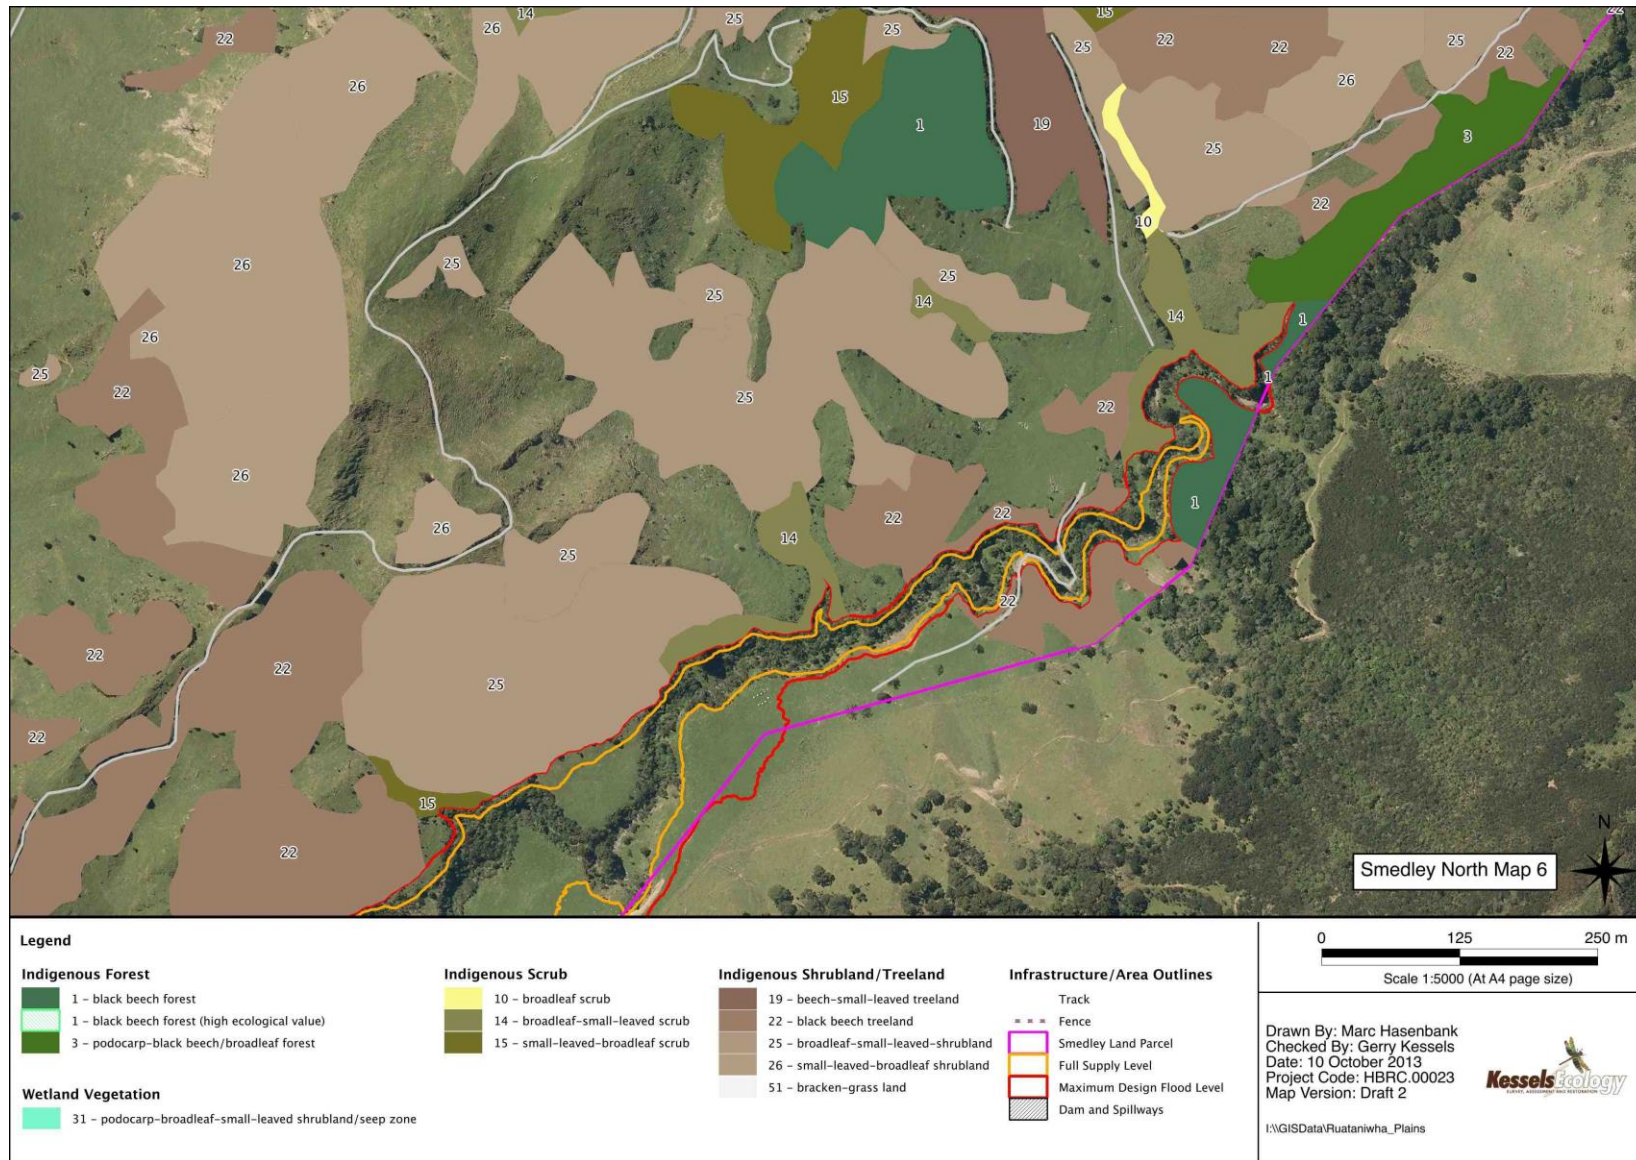 14
25
15
22
26
25
22
22
25
22
26
25
26
15
1
19
25
3
10
22
26
25
25
14
14
1
26
25
22
25
1
22
26
26
22
22
1
25
14
22
22
22
25
22
15
22
N
Smedley North Map 6
Legend
Indigenous Forest
1 - black beech forest
1 - black beech forest (high ecological value)
3 - podocarp-black beech/broadleaf forest
Wetland Vegetation
31 - podocarp-broadleaf-small-leaved shrubland/seep zone
Indigenous Scrub
10 - broadleaf scrub
14 - broadleaf-small-leaved scrub
15 - small-leaved-broadleaf scrub
Indigenous Shrubland/Treeland
19 - beech-small-leaved treeland
22 - black beech treeland
25 - broadleaf-small-leaved-shrubland
26 - small-leaved-broadleaf shrubland
51 - bracken-grass land
Infrastructure/Area Outlines
Track
Fence
Smedley Land Parcel
Full Supply Level
Maximum Design Flood Level
Dam and Spillways
0 125 250 m
Scale 1:5000 (At A4 page size)
Drawn By: Marc Hasenbank
Checked By: Gerry Kessels
Date: 10 October 2013
Project Code: HBRC.00023
Map Version: Draft 2
I:\\GISData\Ruataniwha_Plains
KesselsEcology
SURVEY, ASSESSMENT AND RESTORATION